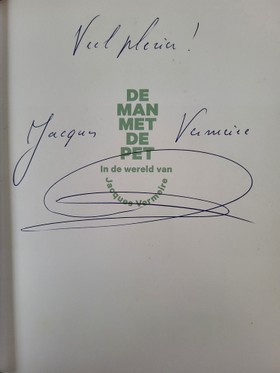 Veel plezier!
DE
MAN
MET
DE
PET
Jacques Vermeire
In de wereld van
Jacques Vermeire